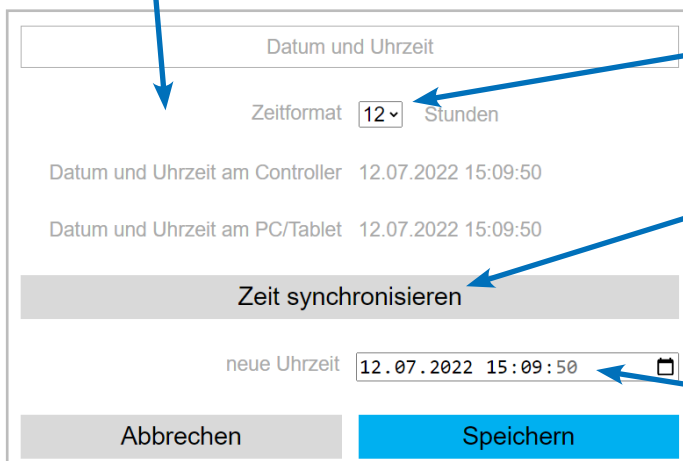 Datum und Uhrzeit
Zeitformat 12 Stunden
Datum und Uhrzeit am Controller 12.07.2022 15:09:50
Datum und Uhrzeit am PC/Tablet 12.07.2022 15:09:50
Zeit synchronisieren
neue Uhrzeit 12.07.2022 15:09:50
Abbrechen Speichern